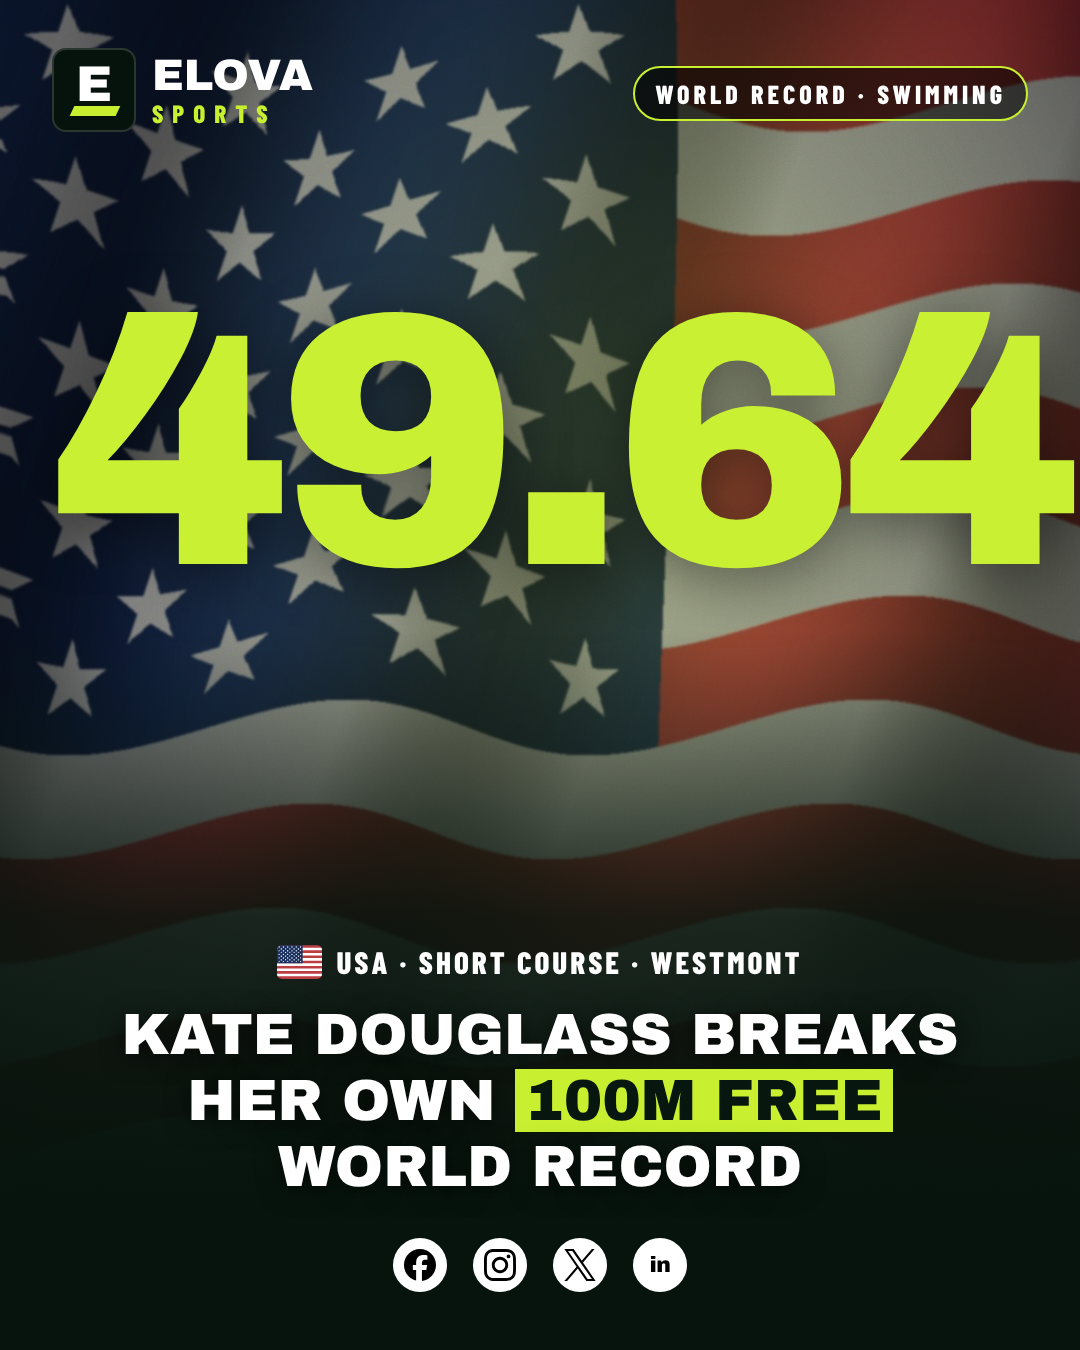 E
ELOVA
SPORTS
WORLD RECORD · SWIMMING
49.64
USA · SHORT COURSE · WESTMONT
KATE DOUGLASS BREAKS
HER OWN 100M FREE
WORLD RECORD
in